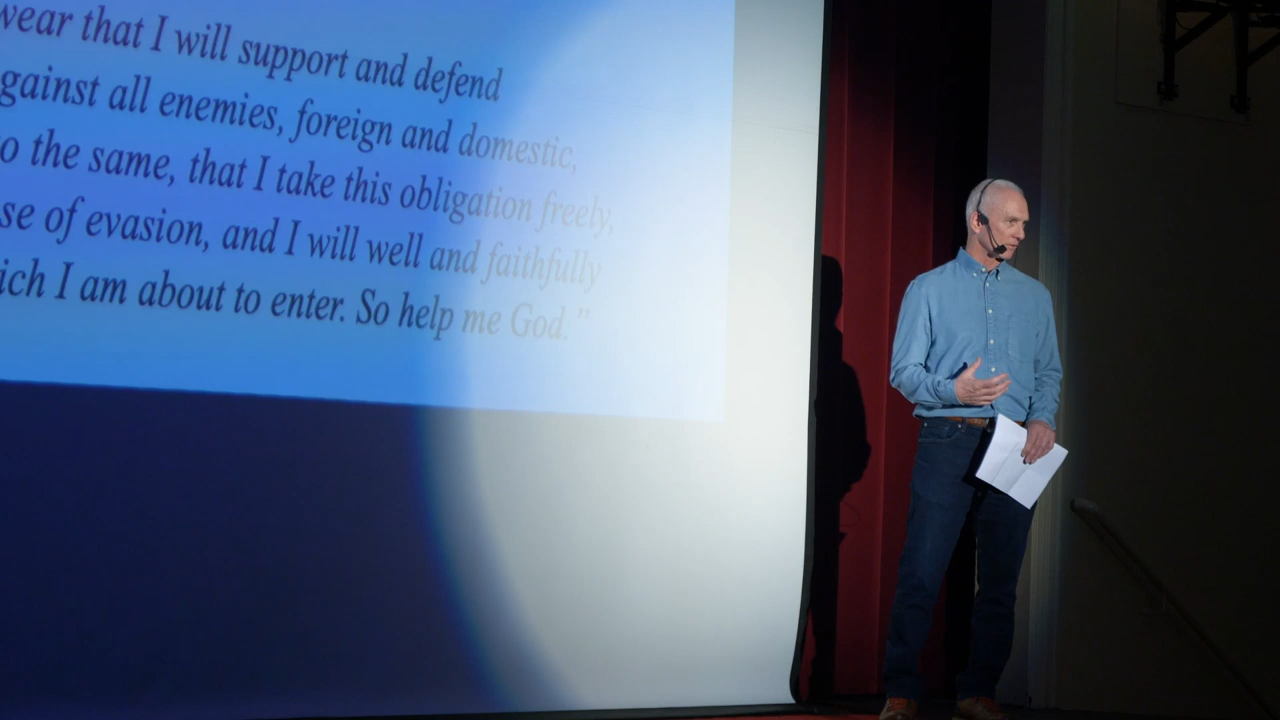 wear that I will support and defend
gainst all enemies, foreign and domestic,
o the same, that I take this obligation freely,
se of evasion, and I will well and faithfully
ich I am about to enter. So help me God.”